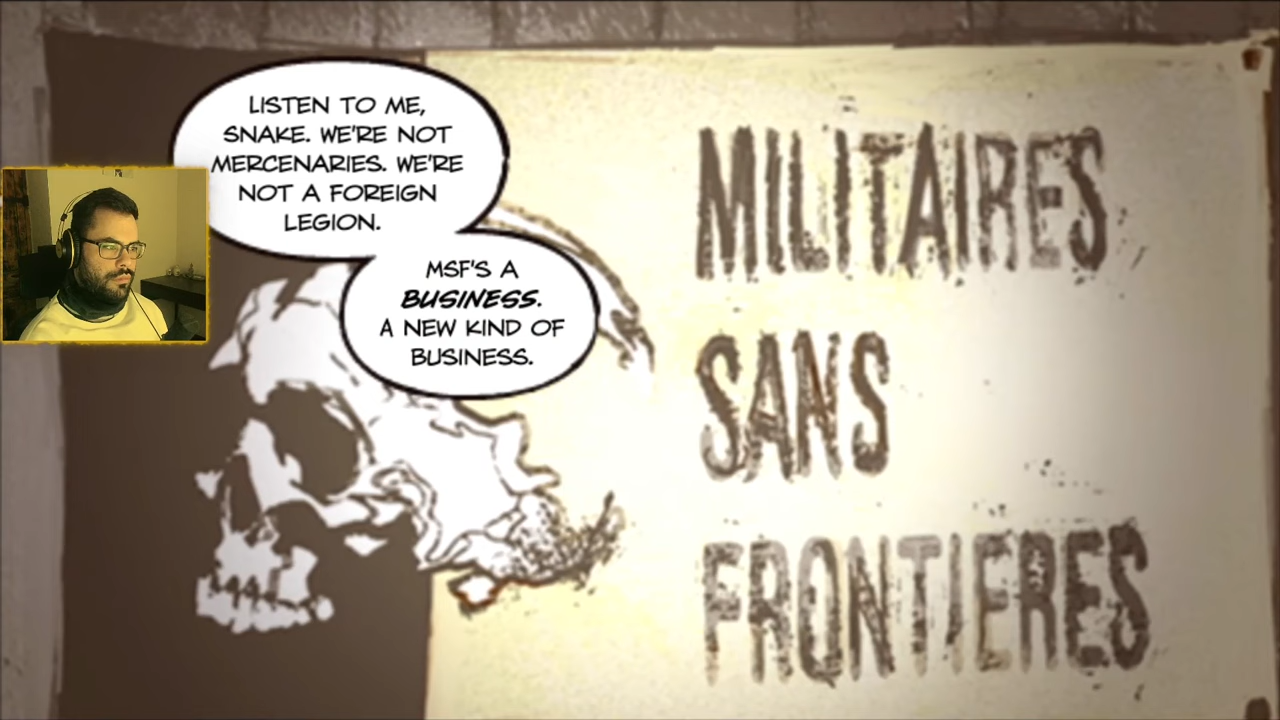 LISTEN TO ME,
SNAKE. WE'RE NOT
MERCENARIES. WE'RE
NOT A FOREIGN
LEGION.
MSF'S A
BUSINESS.
A NEW KIND OF
BUSINESS.
MILITAIRES
SANS
FRONTIERES